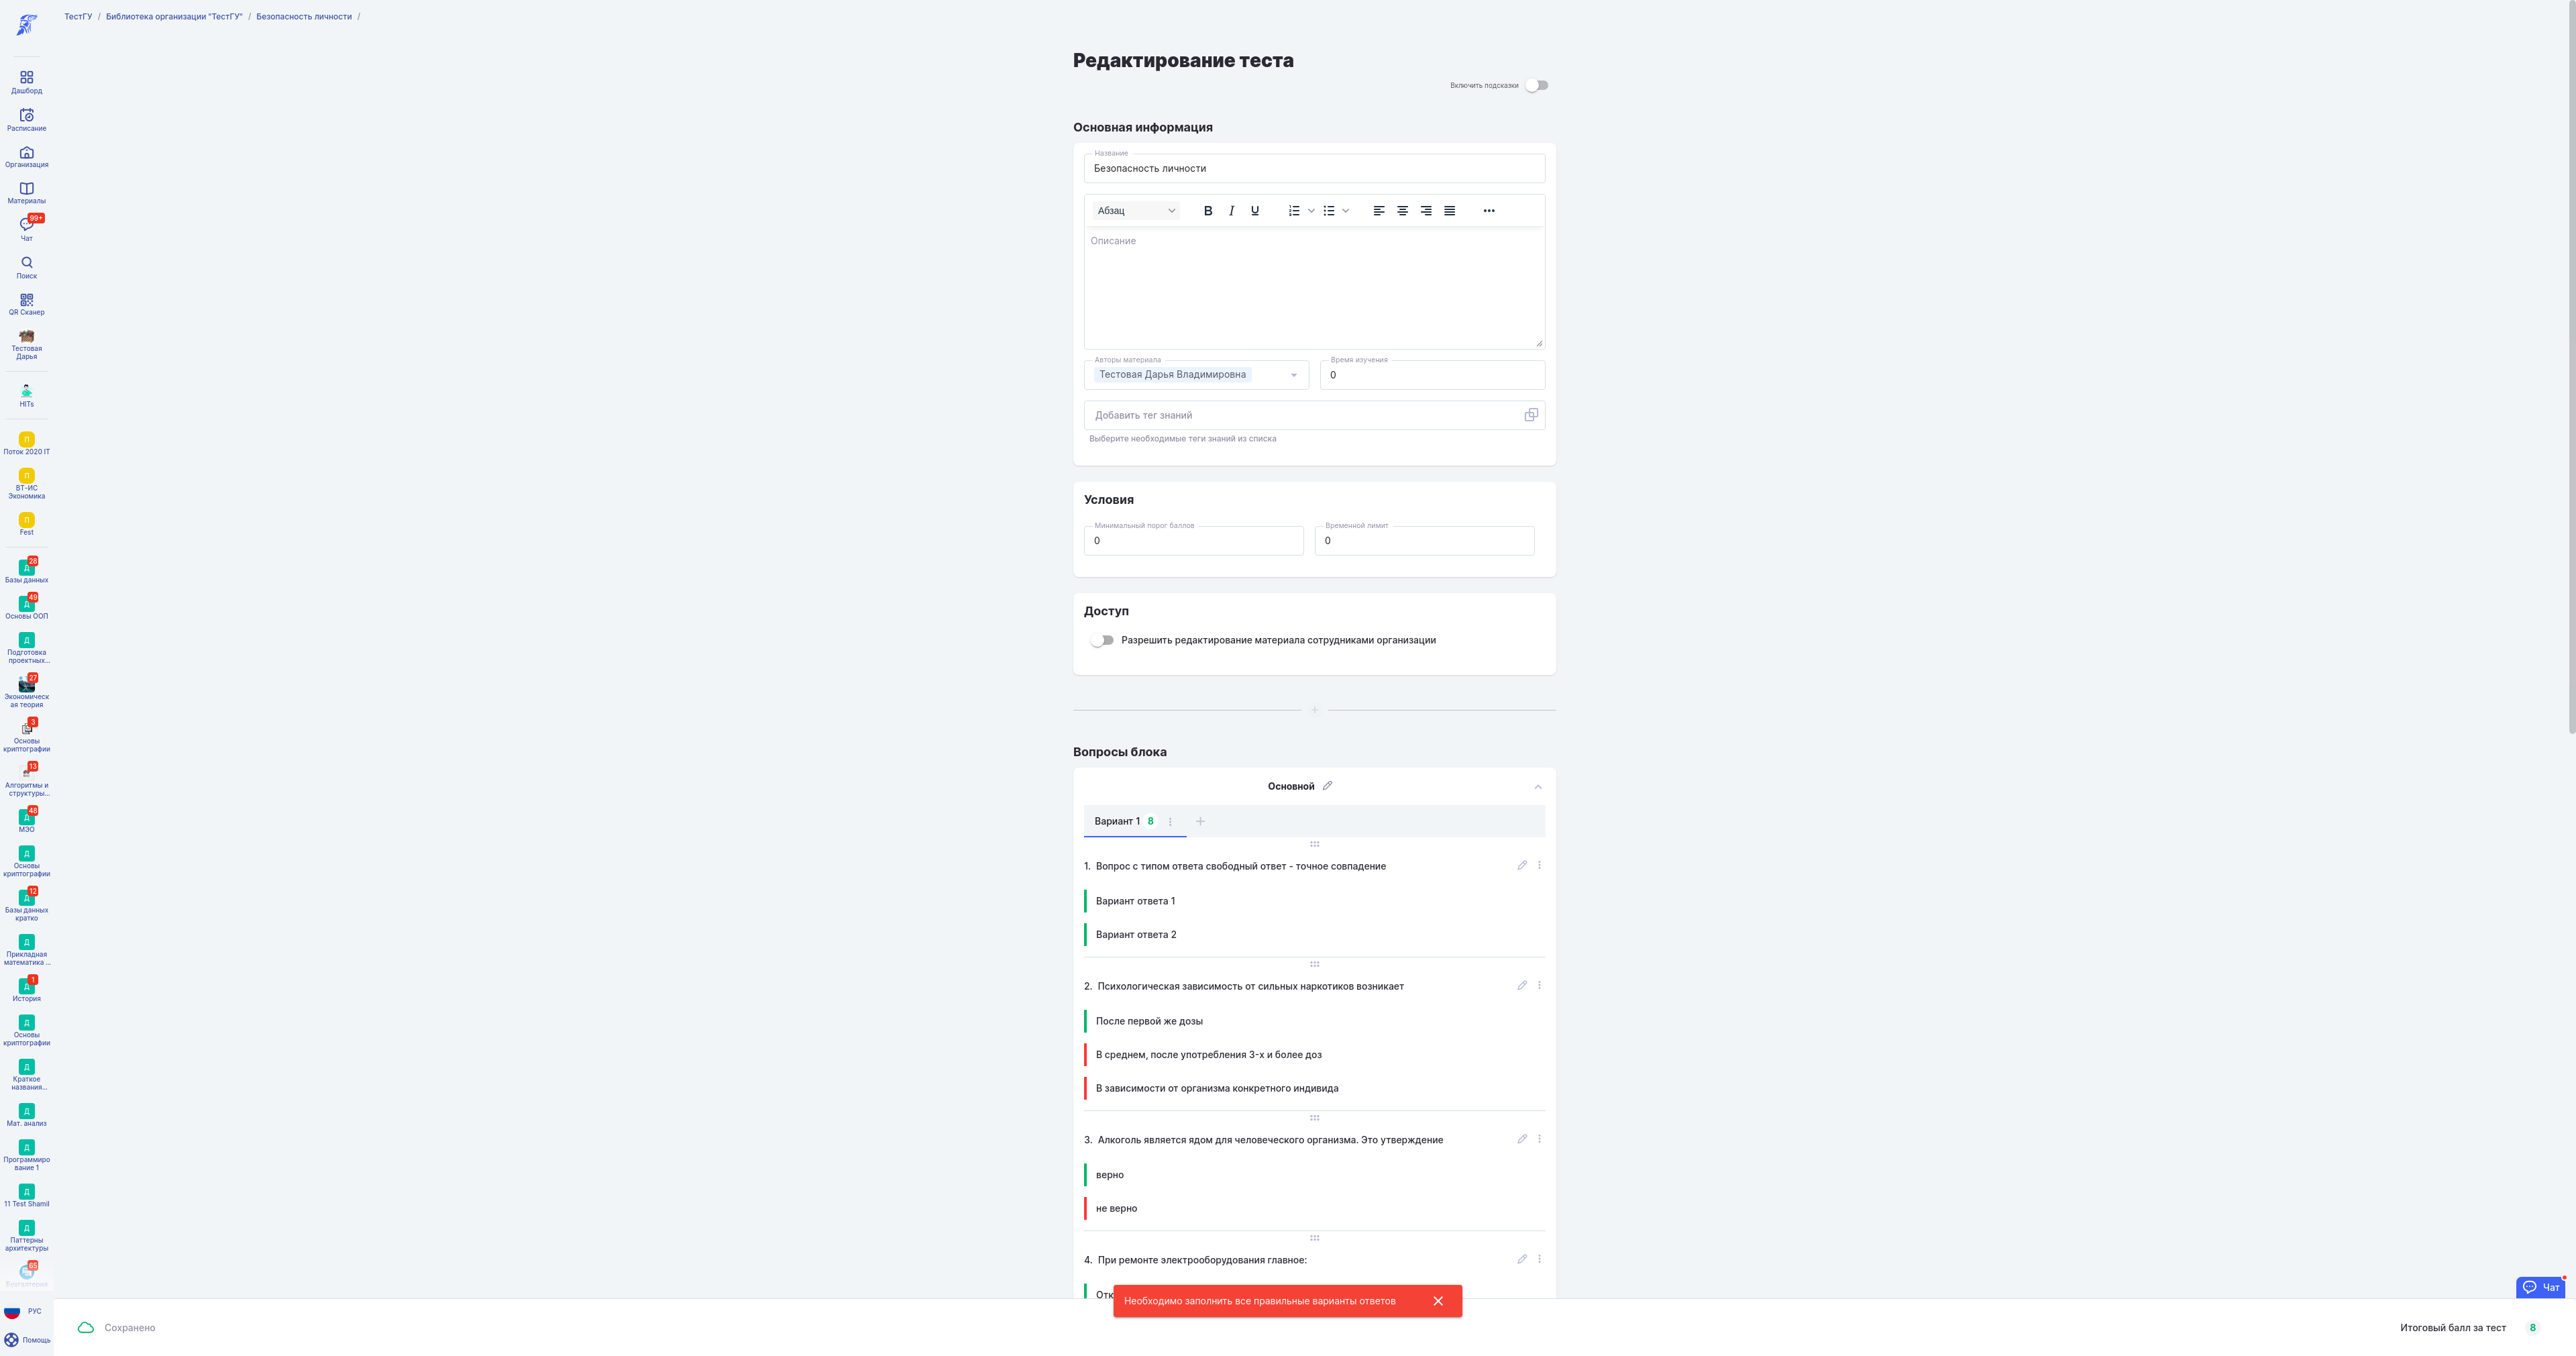 ТестГУ / Библиотека организации "ТестГУ" / Безопасность личности /
Дашборд
Расписание
Организация
Материалы
99+
Чат
Поиск
QR Сканер
Тестовая
Дарья
HITs
П
Поток 2020 IT
П
ВТ-ИС
Экономика
П
Fest
28
Д
Базы данных
49
Д
Основы ООП
Д
Подготовка
проектных...
27
Экономическ
ая теория
3
Основы
криптографии
13
Алгоритмы и
структуры...
48
Д
МЭО
Д
Основы
криптографии
12
Д
Базы данных
кратко
Д
Прикладная
математика ...
1
Д
История
Д
Основы
криптографии
Д
Краткое
названия...
Д
Мат. анализ
Д
Программиро
вание 1
Д
11 Test Shamil
Д
Паттерны
архитектуры
65
Бухгалтерия
РУС
Помощь
Редактирование теста
Включить подсказки
Основная информация
Название
Безопасность личности
Абзац
B I U
Описание
Авторы материала
Тестовая Дарья Владимировна
Время изучения
0
Добавить тег знаний
Выберите необходимые теги знаний из списка
Условия
Минимальный порог баллов
0
Временной лимит
0
Доступ
Разрешить редактирование материала сотрудниками организации
Вопросы блока
Основной
Вариант 1 8
1. Вопрос с типом ответа свободный ответ - точное совпадение
Вариант ответа 1
Вариант ответа 2
2. Психологическая зависимость от сильных наркотиков возникает
После первой же дозы
В среднем, после употребления 3-х и более доз
В зависимости от организма конкретного индивида
3. Алкоголь является ядом для человеческого организма. Это утверждение
верно
не верно
4. При ремонте электрооборудования главное:
Отк
Необходимо заполнить все правильные варианты ответов
Чат
Сохранено
Итоговый балл за тест 8